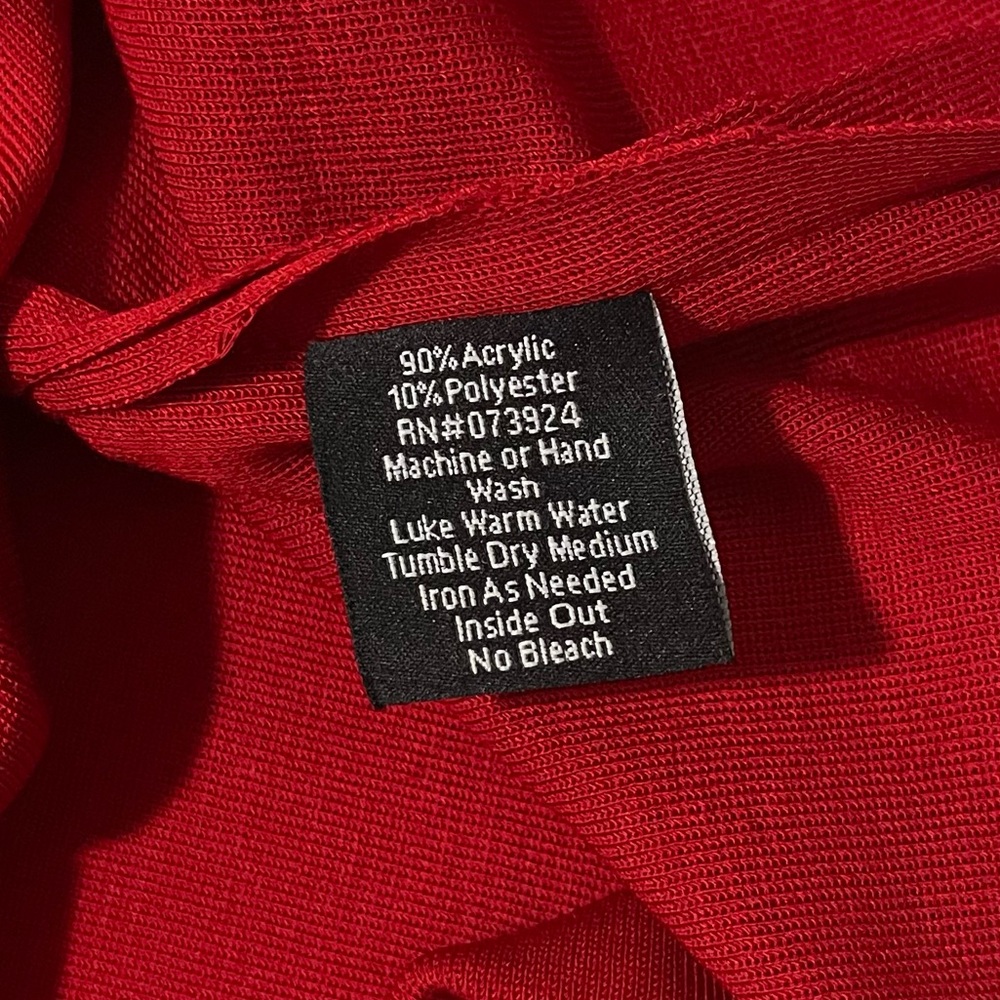 90% Acrylic
10% Polyester
RN#073924
Machine or Hand
Wash
Luke Warm Water
Tumble Dry Medium
Iron As Needed
Inside Out
No Bleach